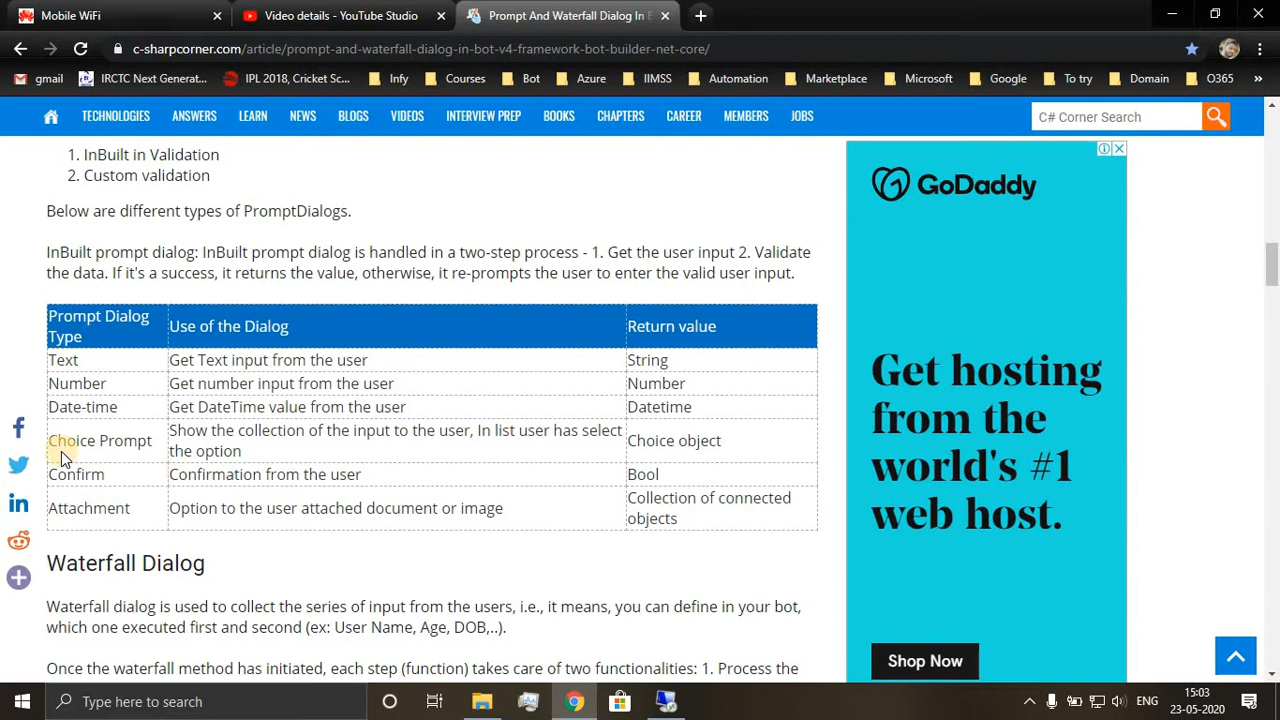 Mobile WiFi
Video details - YouTube Studio
Prompt And Waterfall Dialog In B
c-sharpcorner.com/article/prompt-and-waterfall-dialog-in-bot-v4-framework-bot-builder-net-core/
gmail
IRCTC Next Generat...
IPL 2018, Cricket Sc...
Infy
Courses
Bot
Azure
IIMSS
Automation
Marketplace
Microsoft
Google
To try
Domain
O365
»
TECHNOLOGIES
ANSWERS
LEARN
NEWS
BLOGS
VIDEOS
INTERVIEW PREP
BOOKS
CHAPTERS
CAREER
MEMBERS
JOBS
C# Corner Search
1. InBuilt in Validation
2. Custom validation
Below are different types of PromptDialogs.
InBuilt prompt dialog: InBuilt prompt dialog is handled in a two-step process - 1. Get the user input 2. Validate
the data. If it's a success, it returns the value, otherwise, it re-prompts the user to enter the valid user input.
Prompt Dialog
Type
Use of the Dialog
Return value
Text
Get Text input from the user
String
Number
Get number input from the user
Number
Date-time
Get DateTime value from the user
Datetime
Choice Prompt
Show the collection of the input to the user, In list user has select
the option
Choice object
Confirm
Confirmation from the user
Bool
Attachment
Option to the user attached document or image
Collection of connected
objects
Waterfall Dialog
Waterfall dialog is used to collect the series of input from the users, i.e., it means, you can define in your bot,
which one executed first and second (ex: User Name, Age, DOB,..).
Once the waterfall method has initiated, each step (function) takes care of two functionalities: 1. Process the
GoDaddy
Get hosting
from the
world's #1
web host.
Shop Now
Type here to search
ENG
15:03
23-05-2020